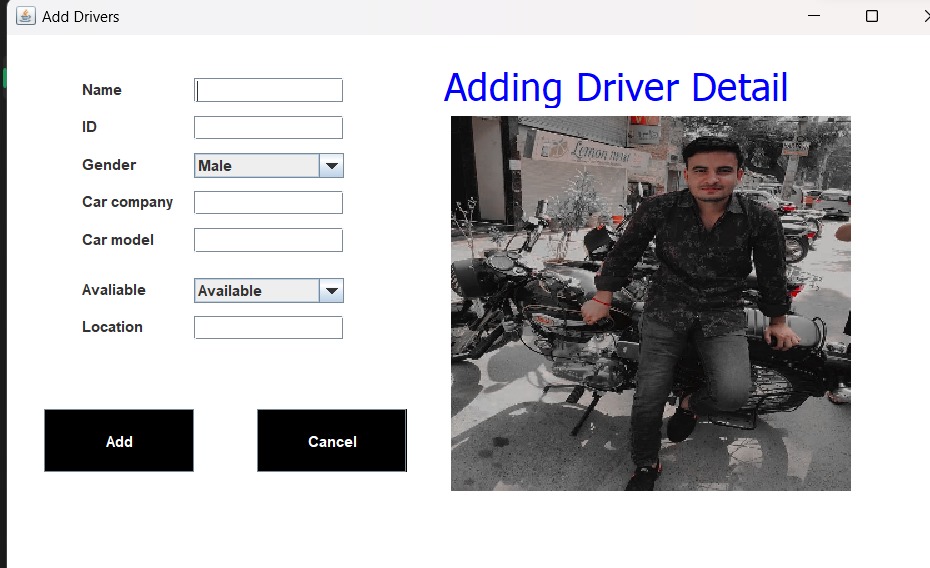 Add Drivers
Adding Driver Detail
Name
ID
Gender
Male
Car company
Car model
Avaliable
Available
Location
Add
Cancel
Lemon